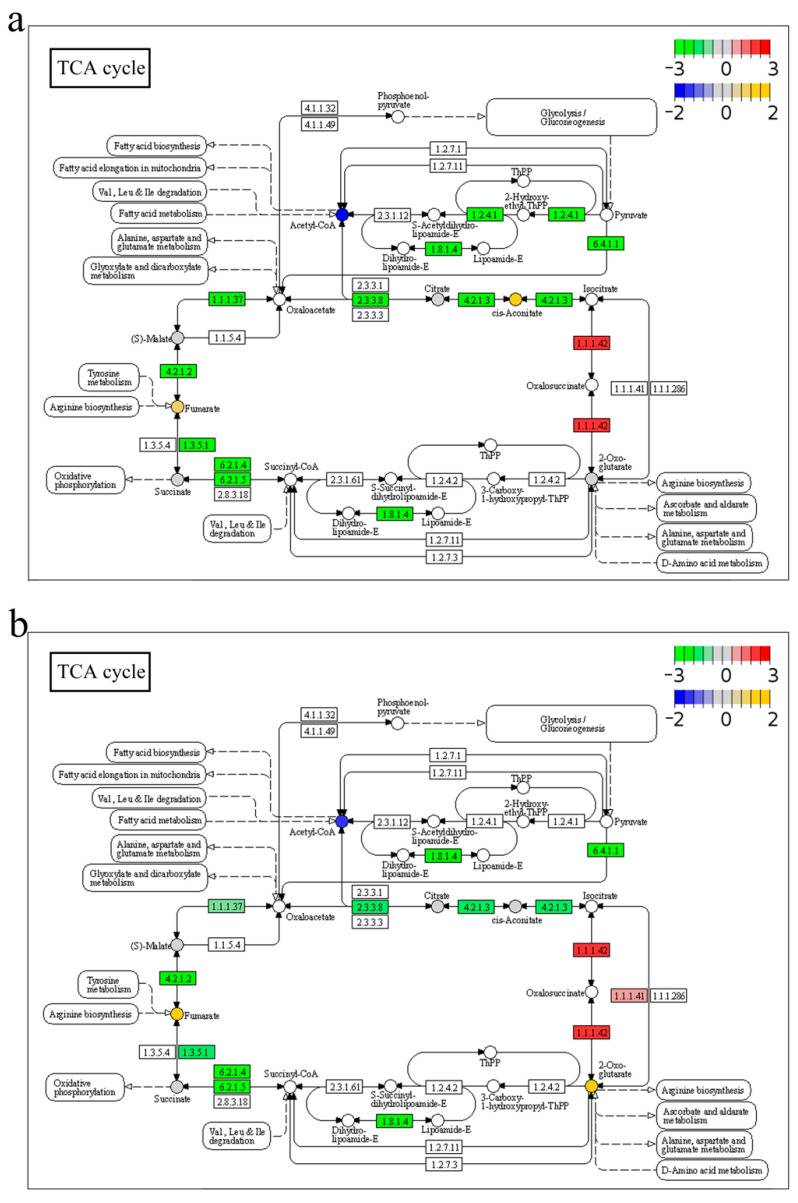 a
TCA cycle
-3 0 3
-2 0 2
4.1.1.32
4.1.1.49
Phosphoenol-
pyruvate
Glycolysis /
Gluconeogenesis
Fatty acid biosynthesis
Fatty acid elongation in mitochondria
Val, Leu & Ile degradation
Fatty acid metabolism
Alanine, aspartate and
glutamate metabolism
Glyoxylate and dicarboxylate
metabolism
1.2.7.1
1.2.7.11
ThPP
Acetyl-CoA
2.3.1.12
S-Acetyldihydro-
lipoamide-E
1.2.4.1
2-Hydroxy-
ethyl-ThPP
1.2.4.1
Pyruvate
Dihydro-
lipoamide-E
1.8.1.4
Lipoamide-E
6.4.1.1
1.1.1.37
Oxaloacetate
2.3.3.1
2.3.3.8
2.3.3.3
Citrate
4.2.1.3
cis-Aconitate
4.2.1.3
Isocitrate
(S)-Malate
1.1.5.4
1.1.1.42
4.2.1.2
Tyrosine
metabolism
Arginine biosynthesis
Fumarate
Oxalosuccinate
1.1.1.41
1.1.1.286
1.1.1.42
1.3.5.4
1.3.5.1
Oxidative
phosphorylation
Succinate
6.2.1.4
6.2.1.5
2.8.3.18
Succinyl-CoA
ThPP
2.3.1.61
S-Succinyl-
dihydrolipoamide-E
1.2.4.2
3-Carboxy-
1-hydroxypropyl-ThPP
1.2.4.2
2-Oxo-
glutarate
Val, Leu & Ile
degradation
Dihydro-
lipoamide-E
1.8.1.4
Lipoamide-E
1.2.7.11
1.2.7.3
Arginine biosynthesis
Ascorbate and aldarate
metabolism
Alanine, aspartate and
glutamate metabolism
D-Amino acid metabolism
b
TCA cycle
-3 0 3
-2 0 2
4.1.1.32
4.1.1.49
Phosphoenol-
pyruvate
Glycolysis /
Gluconeogenesis
Fatty acid biosynthesis
Fatty acid elongation in mitochondria
Val, Leu & Ile degradation
Fatty acid metabolism
Alanine, aspartate and
glutamate metabolism
Glyoxylate and dicarboxylate
metabolism
1.2.7.1
1.2.7.11
ThPP
Acetyl-CoA
2.3.1.12
S-Acetyldihydro-
lipoamide-E
1.2.4.1
2-Hydroxy-
ethyl-ThPP
1.2.4.1
Pyruvate
Dihydro-
lipoamide-E
1.8.1.4
Lipoamide-E
6.4.1.1
1.1.1.37
Oxaloacetate
2.3.3.1
2.3.3.8
2.3.3.3
Citrate
4.2.1.3
cis-Aconitate
4.2.1.3
Isocitrate
(S)-Malate
1.1.5.4
1.1.1.42
4.2.1.2
Tyrosine
metabolism
Arginine biosynthesis
Fumarate
Oxalosuccinate
1.1.1.41
1.1.1.286
1.1.1.42
1.3.5.4
1.3.5.1
Oxidative
phosphorylation
Succinate
6.2.1.4
6.2.1.5
2.8.3.18
Succinyl-CoA
ThPP
2.3.1.61
S-Succinyl-
dihydrolipoamide-E
1.2.4.2
3-Carboxy-
1-hydroxypropyl-ThPP
1.2.4.2
2-Oxo-
glutarate
Val, Leu & Ile
degradation
Dihydro-
lipoamide-E
1.8.1.4
Lipoamide-E
1.2.7.11
1.2.7.3
Arginine biosynthesis
Ascorbate and aldarate
metabolism
Alanine, aspartate and
glutamate metabolism
D-Amino acid metabolism